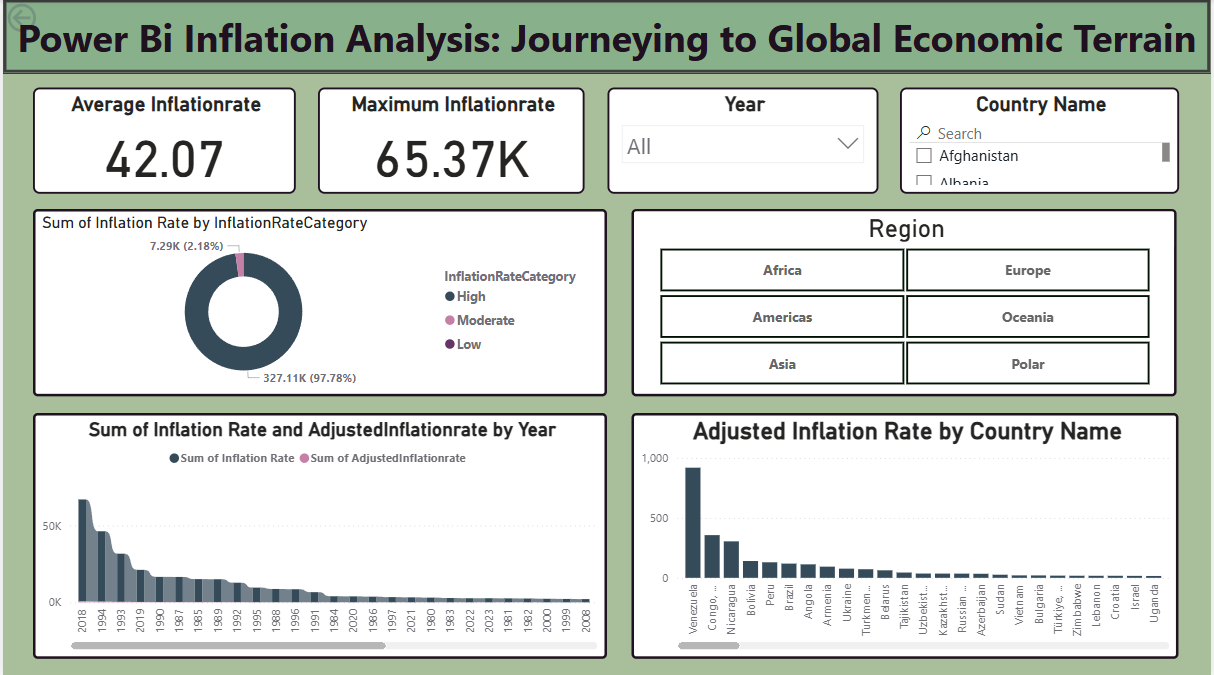 Power Bi Inflation Analysis: Journeying to Global Economic Terrain
Average Inflationrate
42.07
Maximum Inflationrate
65.37K
Year
All
Country Name
Search
Afghanistan
Albania
Sum of Inflation Rate by InflationRateCategory
7.29K (2.18%)
327.11K (97.78%)
InflationRateCategory
High
Moderate
Low
Region
Africa
Europe
Americas
Oceania
Asia
Polar
Sum of Inflation Rate and AdjustedInflationrate by Year
Sum of Inflation Rate
Sum of AdjustedInflationrate
50K
0K
2018
1994
1993
2019
1990
1987
1985
1989
1992
1995
1988
1996
1991
1984
2020
1986
1997
2021
1980
1983
2022
2023
1981
1982
2000
1999
2008
Adjusted Inflation Rate by Country Name
1,000
500
0
Venezuela
Congo, ...
Nicaragua
Bolivia
Peru
Brazil
Angola
Armenia
Ukraine
Turkmen...
Belarus
Tajikistan
Uzbekist...
Kazakhst...
Russian ...
Azerbaijan
Sudan
Vietnam
Bulgaria
Türkiye, ...
Zimbabwe
Lebanon
Croatia
Israel
Uganda